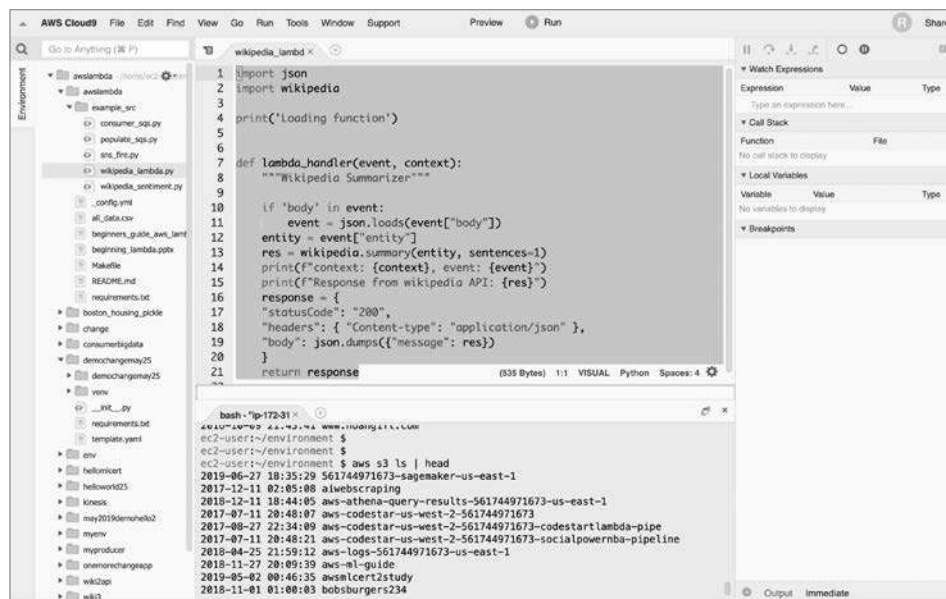 AWS Cloud9 File Edit Find View Go Run Tools Window Support Preview Run R Share
Go to Anything (⌘ P)
Environment
awslambda
awslambda
example_src
consumer_sqs.py
populate_sqs.py
sns_fire.py
wikipedia_lambda.py
wikipedia_sentiment.py
_config.yml
all_data.csv
beginners_guide_aws_lamt
beginning_lambda.pptx
Makefile
README.md
requirements.txt
boston_housing_pickle
change
consumerbigdata
demochangemay25
demochangemay25
venv
__init__.py
requirements.txt
template.yaml
env
hellomicert
helloworld25
kinesis
may2019demohello2
myenv
myproducer
onemorechangeapp
wiki2api
wiki3
wikipedia_lambd ×
1 import json
2 import wikipedia
3
4 print('Loading function')
5
6
7 def lambda_handler(event, context):
8 """Wikipedia Summarizer"""
9
10 if 'body' in event:
11 event = json.loads(event["body"])
12 entity = event["entity"]
13 res = wikipedia.summary(entity, sentences=1)
14 print(f"context: {context}, event: {event}")
15 print(f"Response from wikipedia API: {res}")
16 response = {
17 "statusCode": "200",
18 "headers": { "Content-type": "application/json" },
19 "body": json.dumps({"message": res})
20 }
21 return response
(535 Bytes) 1:1 VISUAL Python Spaces: 4
bash - "ip-172-31 ×
ec2-user:~/environment $
ec2-user:~/environment $
ec2-user:~/environment $ aws s3 ls | head
2019-06-27 18:35:29 561744971673-sagemaker-us-east-1
2017-12-11 02:05:08 aiwebscraping
2018-12-11 18:44:05 aws-athena-query-results-561744971673-us-east-1
2017-07-11 20:48:07 aws-codestar-us-west-2-561744971673
2017-08-27 22:34:09 aws-codestar-us-west-2-561744971673-codestartlambda-pipe
2017-07-11 20:48:21 aws-codestar-us-west-2-561744971673-socialpowernba-pipeline
2018-04-25 21:59:12 aws-logs-561744971673-us-east-1
2018-11-27 20:09:39 aws-ml-guide
2019-05-02 00:46:35 awsmlcert2study
2018-11-01 01:00:03 bobsburgers234
Watch Expressions
Expression Value Type
Type an expression here...
Call Stack
Function File
No call stack to display
Local Variables
Variable Value Type
No variables to display
Breakpoints
Output Immediate